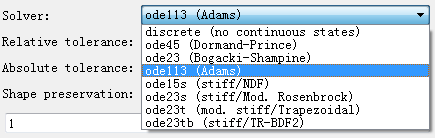 Solver: ode113 (Adams)
discrete (no continuous states)
ode45 (Dormand-Prince)
Relative tolerance: ode23 (Bogacki-Shampine)
ode113 (Adams)
Absolute tolerance: ode15s (stiff/NDF)
ode23s (stiff/Mod. Rosenbrock)
Shape preservation: ode23t (mod. stiff/Trapezoidal)
1 ode23tb (stiff/TR-BDF2)